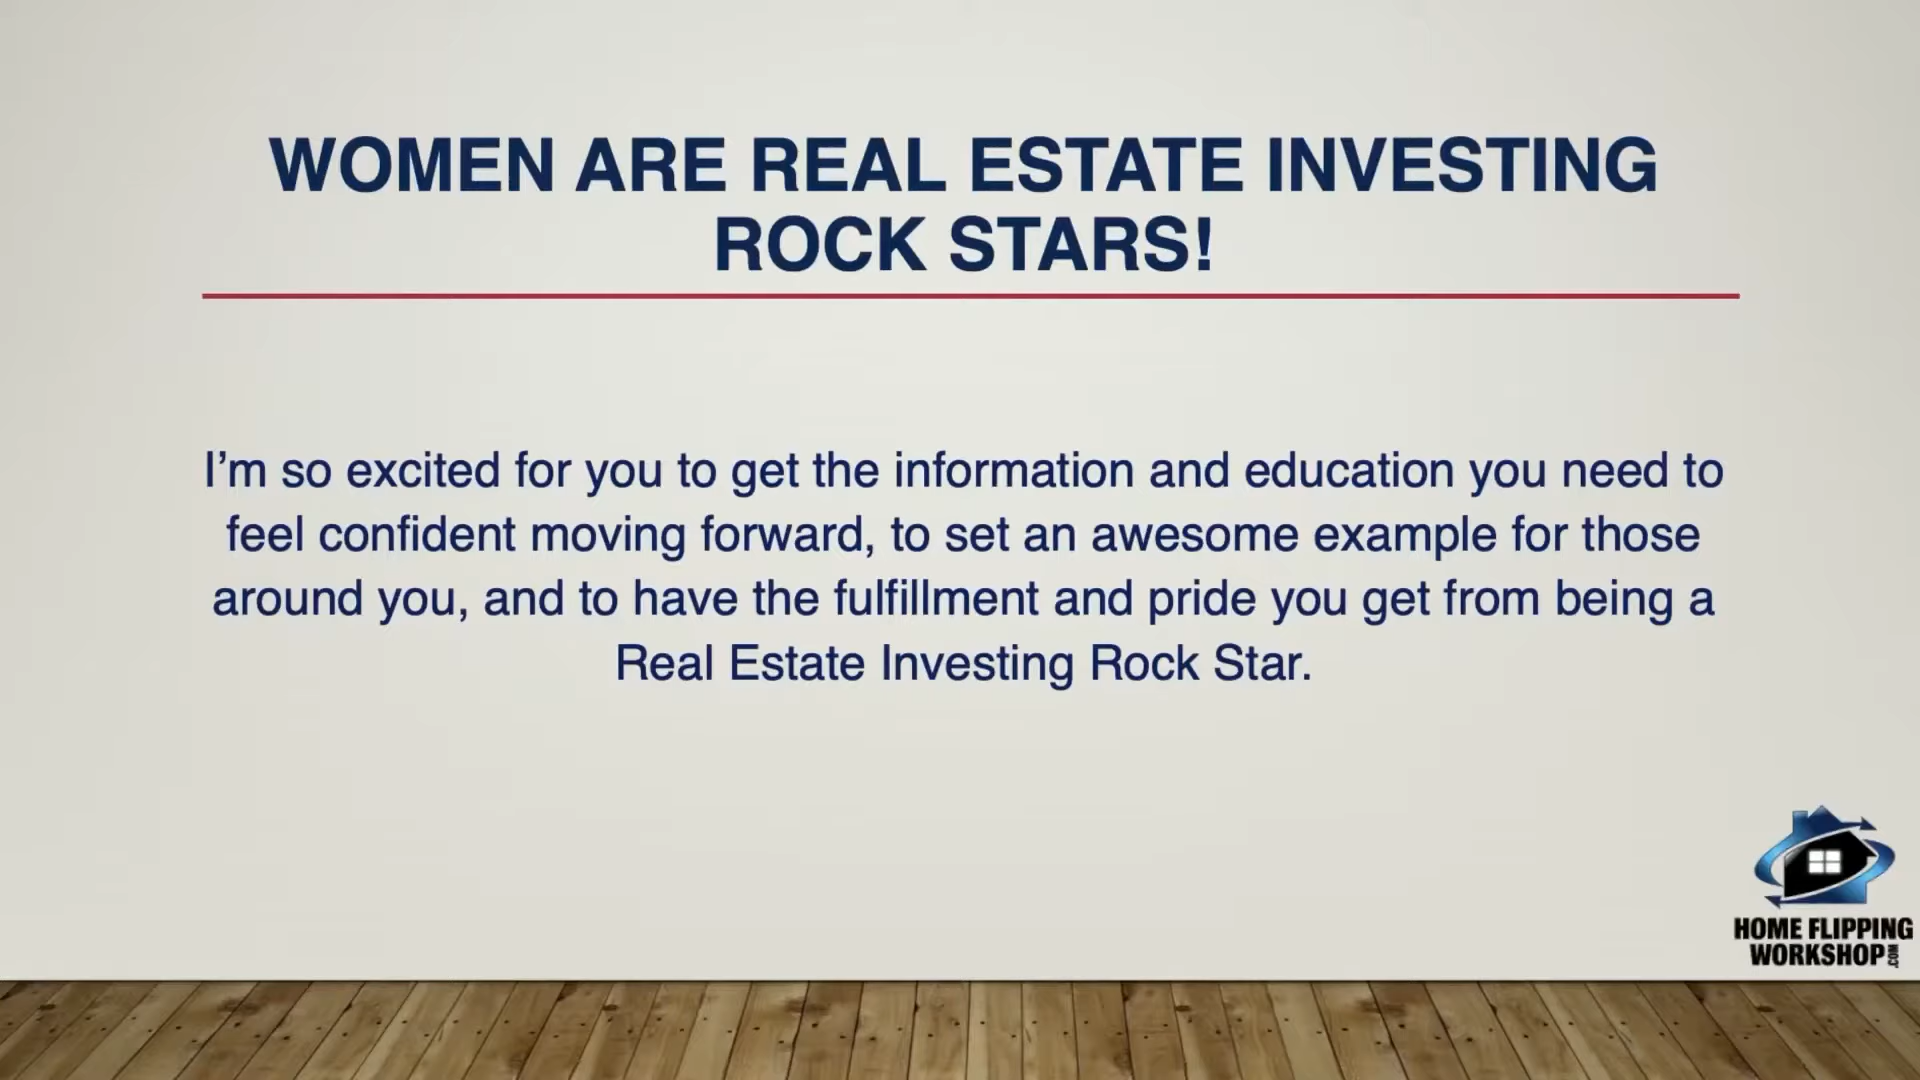 WOMEN ARE REAL ESTATE INVESTING
ROCK STARS!
I’m so excited for you to get the information and education you need to
feel confident moving forward, to set an awesome example for those
around you, and to have the fulfillment and pride you get from being a
Real Estate Investing Rock Star.
HOME FLIPPING
WORKSHOP.COM